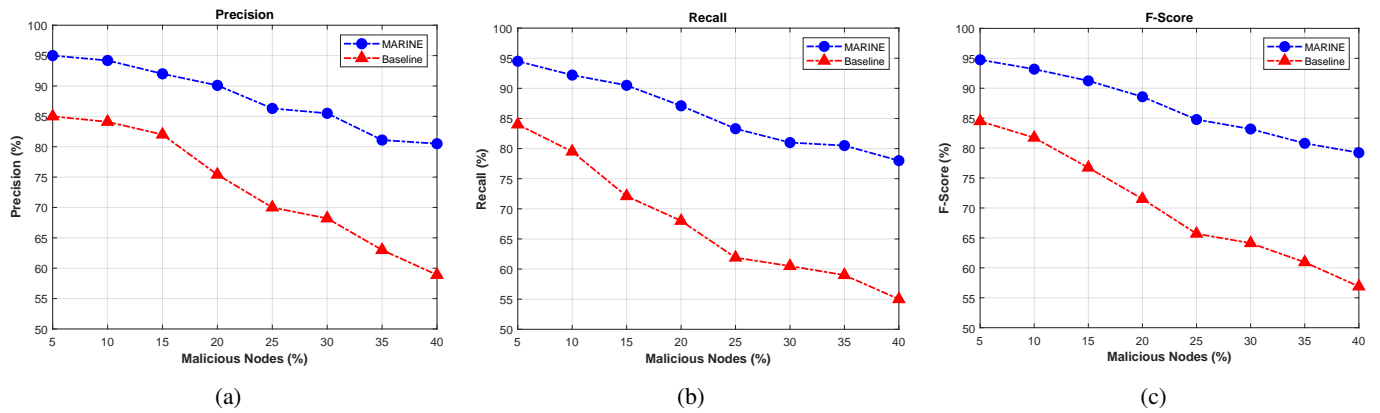 Precision
100
95
90
85
80
75
70
65
60
55
50
5 10 15 20 25 30 35 40
Precision (%)
Malicious Nodes (%)
MARINE
Baseline
(a)
Recall
100
95
90
85
80
75
70
65
60
55
50
5 10 15 20 25 30 35 40
Recall (%)
Malicious Nodes (%)
MARINE
Baseline
(b)
F-Score
100
95
90
85
80
75
70
65
60
55
50
5 10 15 20 25 30 35 40
F-Score (%)
Malicious Nodes (%)
MARINE
Baseline
(c)